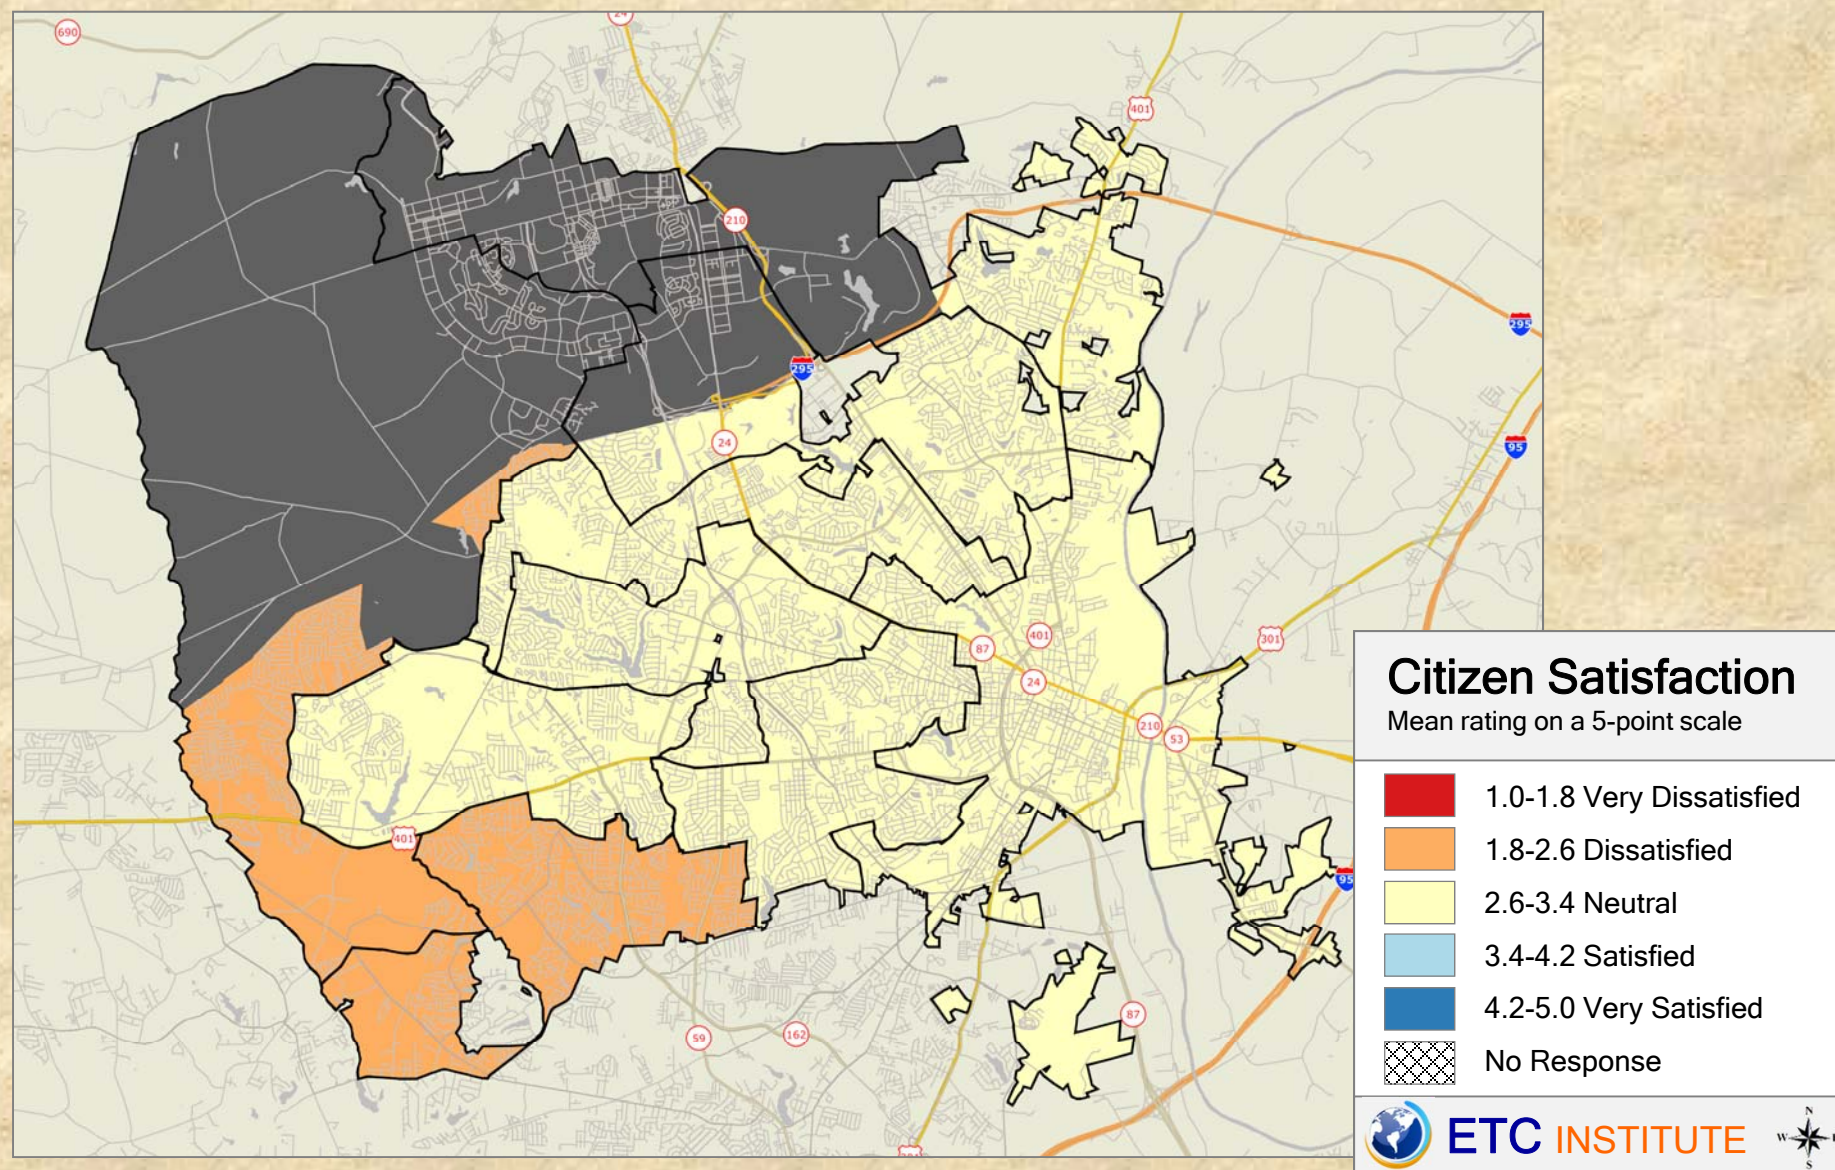 690
24
401
210
295
295
24
95
401
301
87
24
210
53
401
95
87
59
162
Citizen Satisfaction
Mean rating on a 5-point scale
1.0-1.8 Very Dissatisfied
1.8-2.6 Dissatisfied
2.6-3.4 Neutral
3.4-4.2 Satisfied
4.2-5.0 Very Satisfied
No Response
ETC INSTITUTE
N
W
S